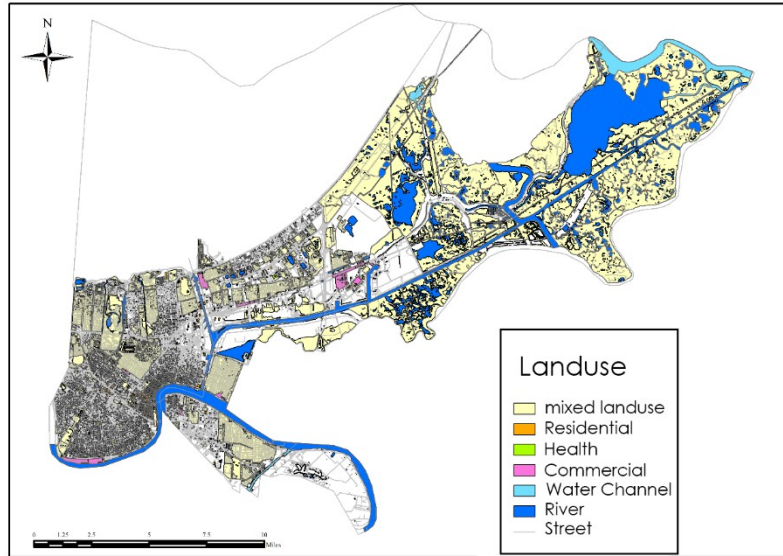 N
Landuse
mixed landuse
Residential
Health
Commercial
Water Channel
River
Street
0 1.25 2.5 5 7.5 10
Miles